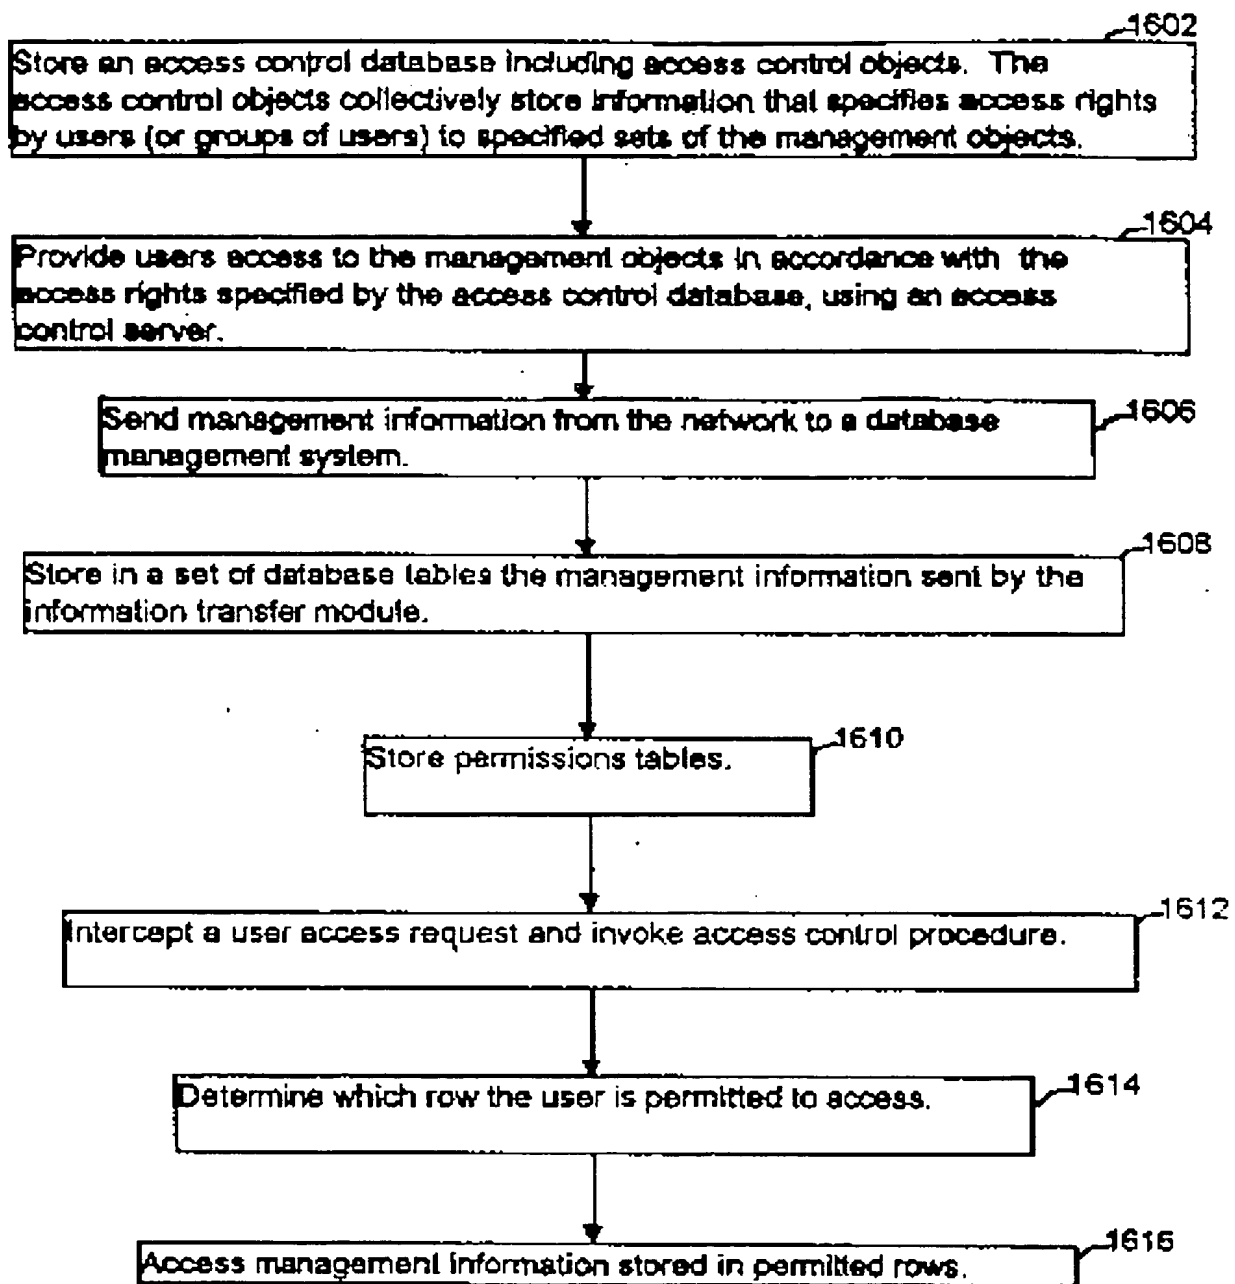 1602
Store an access control database including access control objects. The
access control objects collectively store information that specifies access rights
by users (or groups of users) to specified sets of the management objects.
1604
Provide users access to the management objects in accordance with the
access rights specified by the access control database, using an access
control server.
1606
Send management information from the network to a database
management system.
1608
Store in a set of database tables the management information sent by the
information transfer module.
1610
Store permissions tables.
1612
Intercept a user access request and invoke access control procedure.
1614
Determine which row the user is permitted to access.
1616
Access management information stored in permitted rows.